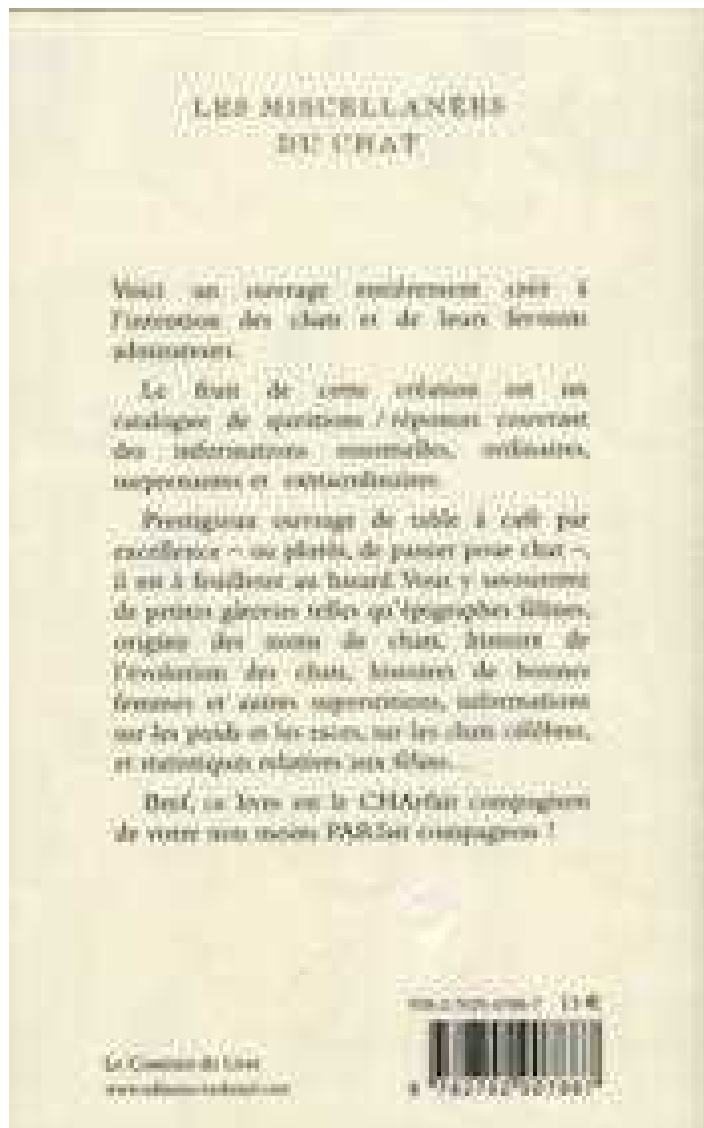 LES MISCELLANÉES
DU CHAT
Voici un ouvrage entièrement créé à
l'intention des chats et de leurs fervents
admirateurs.
Le fruit de cette création est un
catalogue de questions / réponses couvrant
des informations essentielles, ordinaires,
surprenantes et extraordinaires.
Prestigieux ouvrage de table à café par
excellence – ou plutôt, de panier pour chat –,
il est à feuilleter au hasard. Vous y savourerez
de petites gâteries telles qu'épigraphes félines,
origine des noms de chats, histoire de
l'évolution des chats, histoires de bonnes
femmes et autres superstitions, informations
sur les poids et les races, sur les chats célèbres,
et statistiques relatives aux félins...
Bref, ce livre est le CHArfait compagnon
de votre non moins PARfait compagnon !
13 €
Le Courrier du Livre